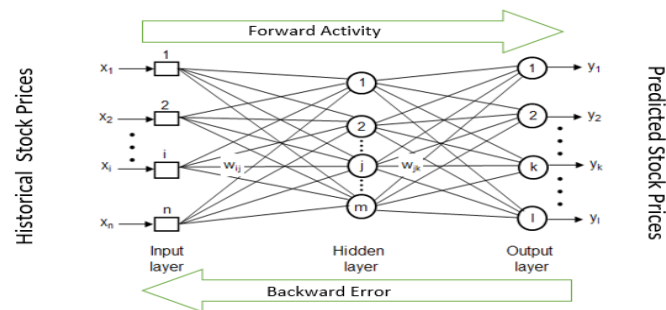 Forward Activity
Historical Stock Prices
x1
1
1
1
y1
x2
2
2
2
y2
xi
i
wij
j
wjk
k
yk
xn
n
m
l
yl
Input layer
Hidden layer
Output layer
Predicted Stock Prices
Backward Error